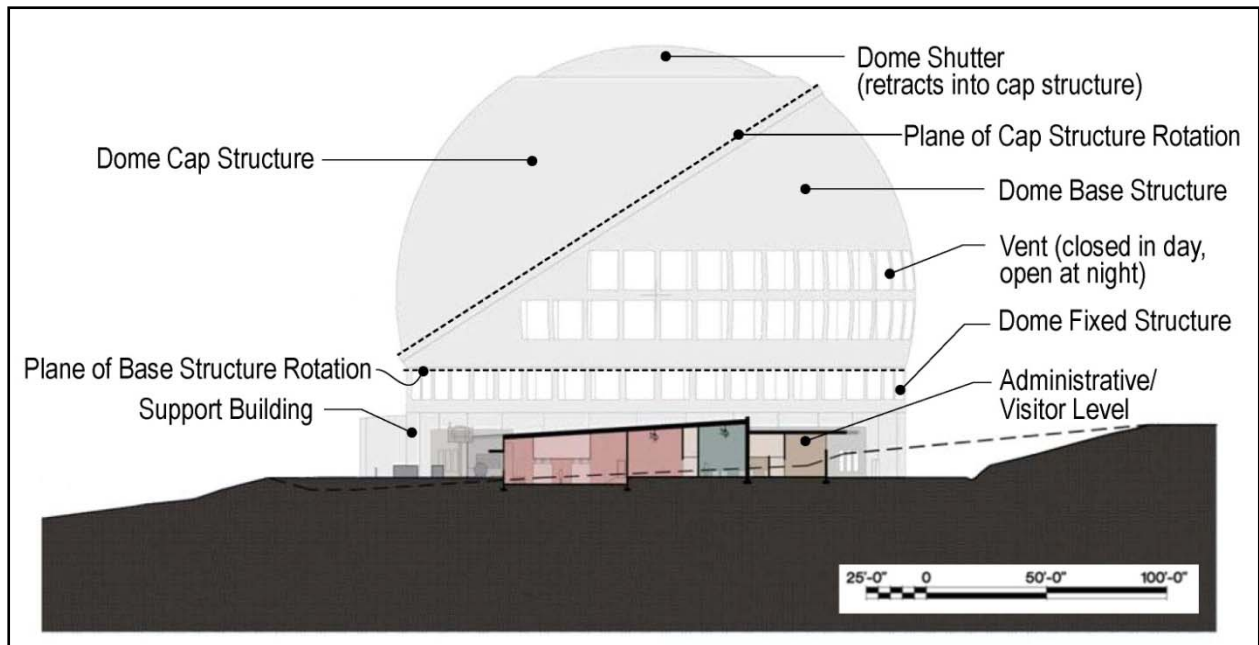 Dome Shutter
(retracts into cap structure)
Plane of Cap Structure Rotation
Dome Cap Structure
Dome Base Structure
Vent (closed in day,
open at night)
Dome Fixed Structure
Plane of Base Structure Rotation
Administrative/
Visitor Level
Support Building
25'-0" 0 50'-0" 100'-0"